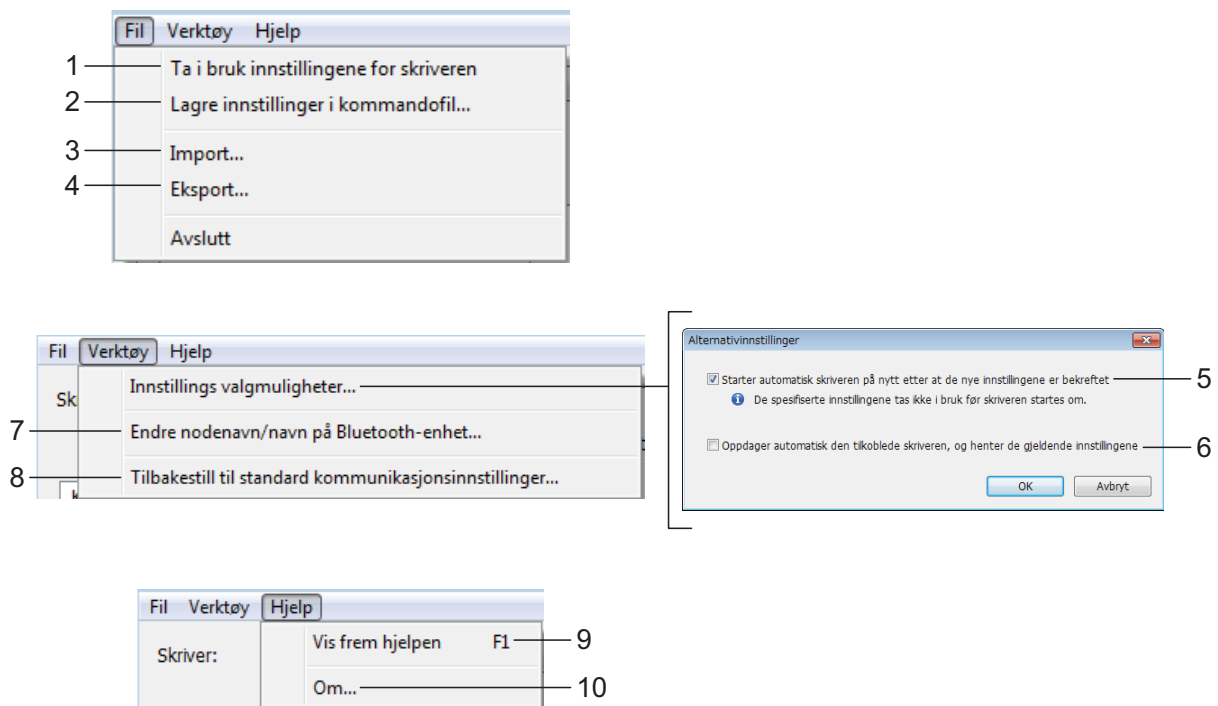 Fil Verktøy Hjelp
1 Ta i bruk innstillingene for skriveren
2 Lagre innstillinger i kommandofil...
3 Import...
4 Eksport...
Avslutt
Fil Verktøy Hjelp
Sk
Innstillings valgmuligheter...
7 Endre nodenavn/navn på Bluetooth-enhet...
8 Tilbakestill til standard kommunikasjonsinnstillinger...
Alternativinnstillinger
Starter automatisk skriveren på nytt etter at de nye innstillingene er bekreftet 5
De spesifiserte innstillingene tas ikke i bruk før skriveren startes om.
Oppdager automatisk den tilkoblede skriveren, og henter de gjeldende innstillingene 6
OK Avbryt
Fil Verktøy Hjelp
Skriver:
Vis frem hjelpen F1 9
Om... 10